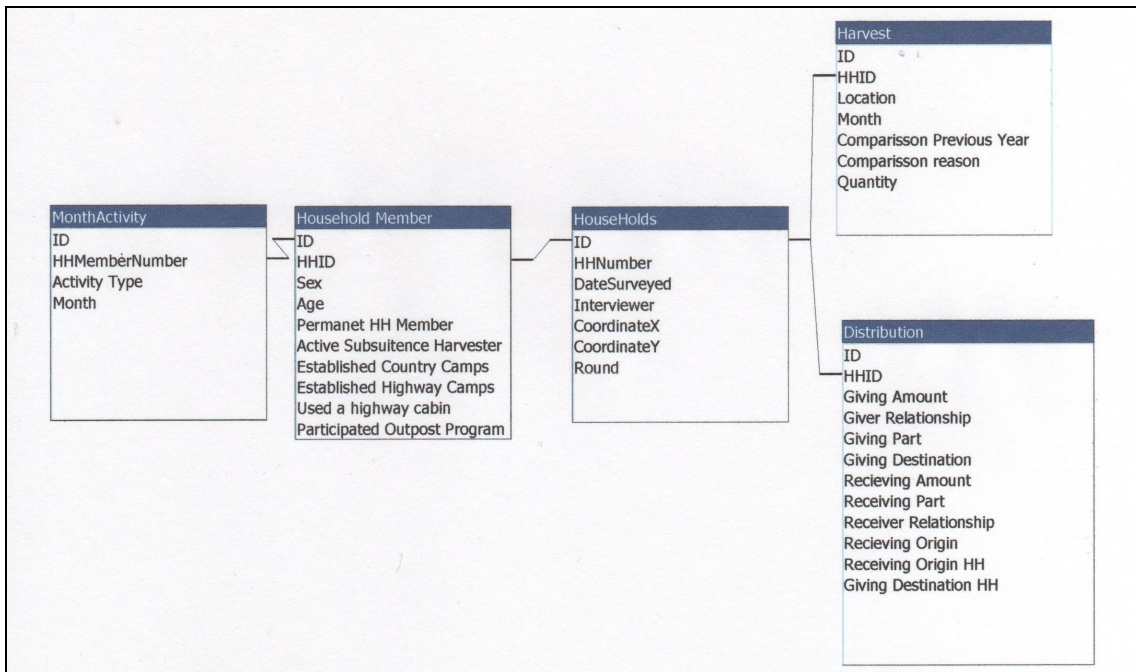 MonthActivity
ID
HHMemberNumber
Activity Type
Month
Household Member
ID
HHID
Sex
Age
Permanet HH Member
Active Subsuitence Harvester
Established Country Camps
Established Highway Camps
Used a highway cabin
Participated Outpost Program
HouseHolds
ID
HHNumber
DateSurveyed
Interviewer
CoordinateX
CoordinateY
Round
Harvest
ID
HHID
Location
Month
Comparisson Previous Year
Comparisson reason
Quantity
Distribution
ID
HHID
Giving Amount
Giver Relationship
Giving Part
Giving Destination
Recieving Amount
Receiving Part
Receiver Relationship
Recieving Origin
Receiving Origin HH
Giving Destination HH